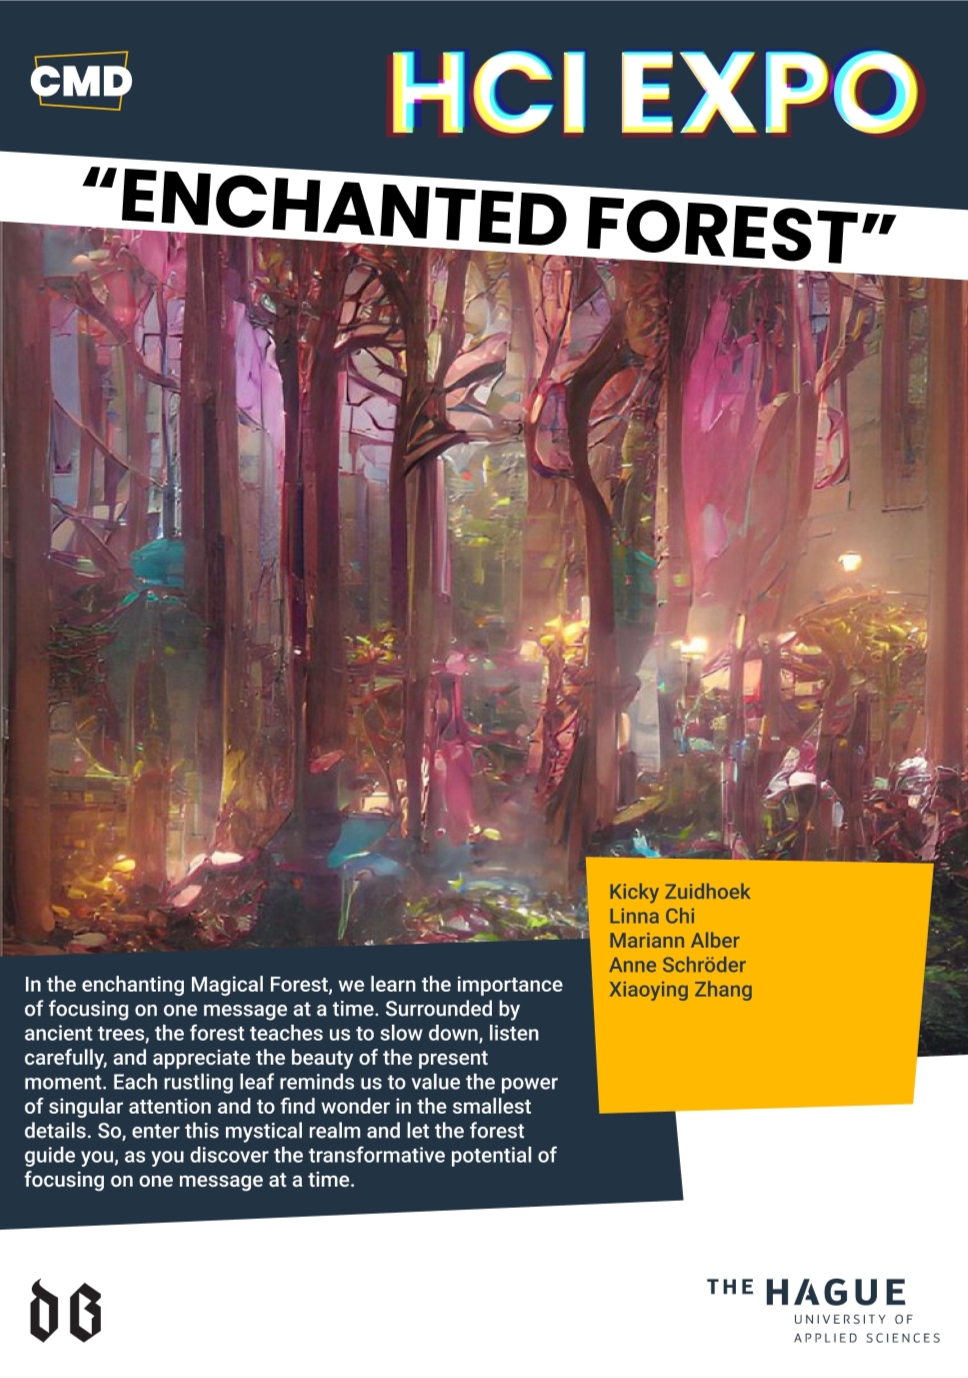 CMD
HCI EXPO
“ENCHANTED FOREST”
Kicky Zuidhoek
Linna Chi
Mariann Alber
Anne Schröder
Xiaoying Zhang
In the enchanting Magical Forest, we learn the importance
of focusing on one message at a time. Surrounded by
ancient trees, the forest teaches us to slow down, listen
carefully, and appreciate the beauty of the present
moment. Each rustling leaf reminds us to value the power
of singular attention and to find wonder in the smallest
details. So, enter this mystical realm and let the forest
guide you, as you discover the transformative potential of
focusing on one message at a time.
dB
THE HAGUE
UNIVERSITY OF
APPLIED SCIENCES